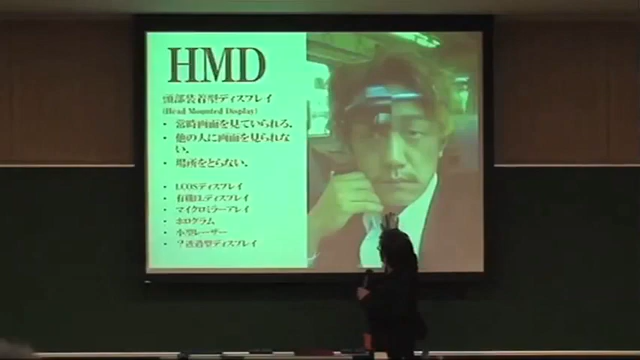 HMD
頭部装着型ディスプレイ
(Head Mounted Display)
・ 常時画面を見ていられる。
・ 他の人に画面を見られな
い。
・ 場所をとらない。
・ LCOSディスプレイ
・ 有機ELディスプレイ
・ マイクロミラーアレイ
・ ホログラム
・ 小型レーザー
・ ディスプレイ